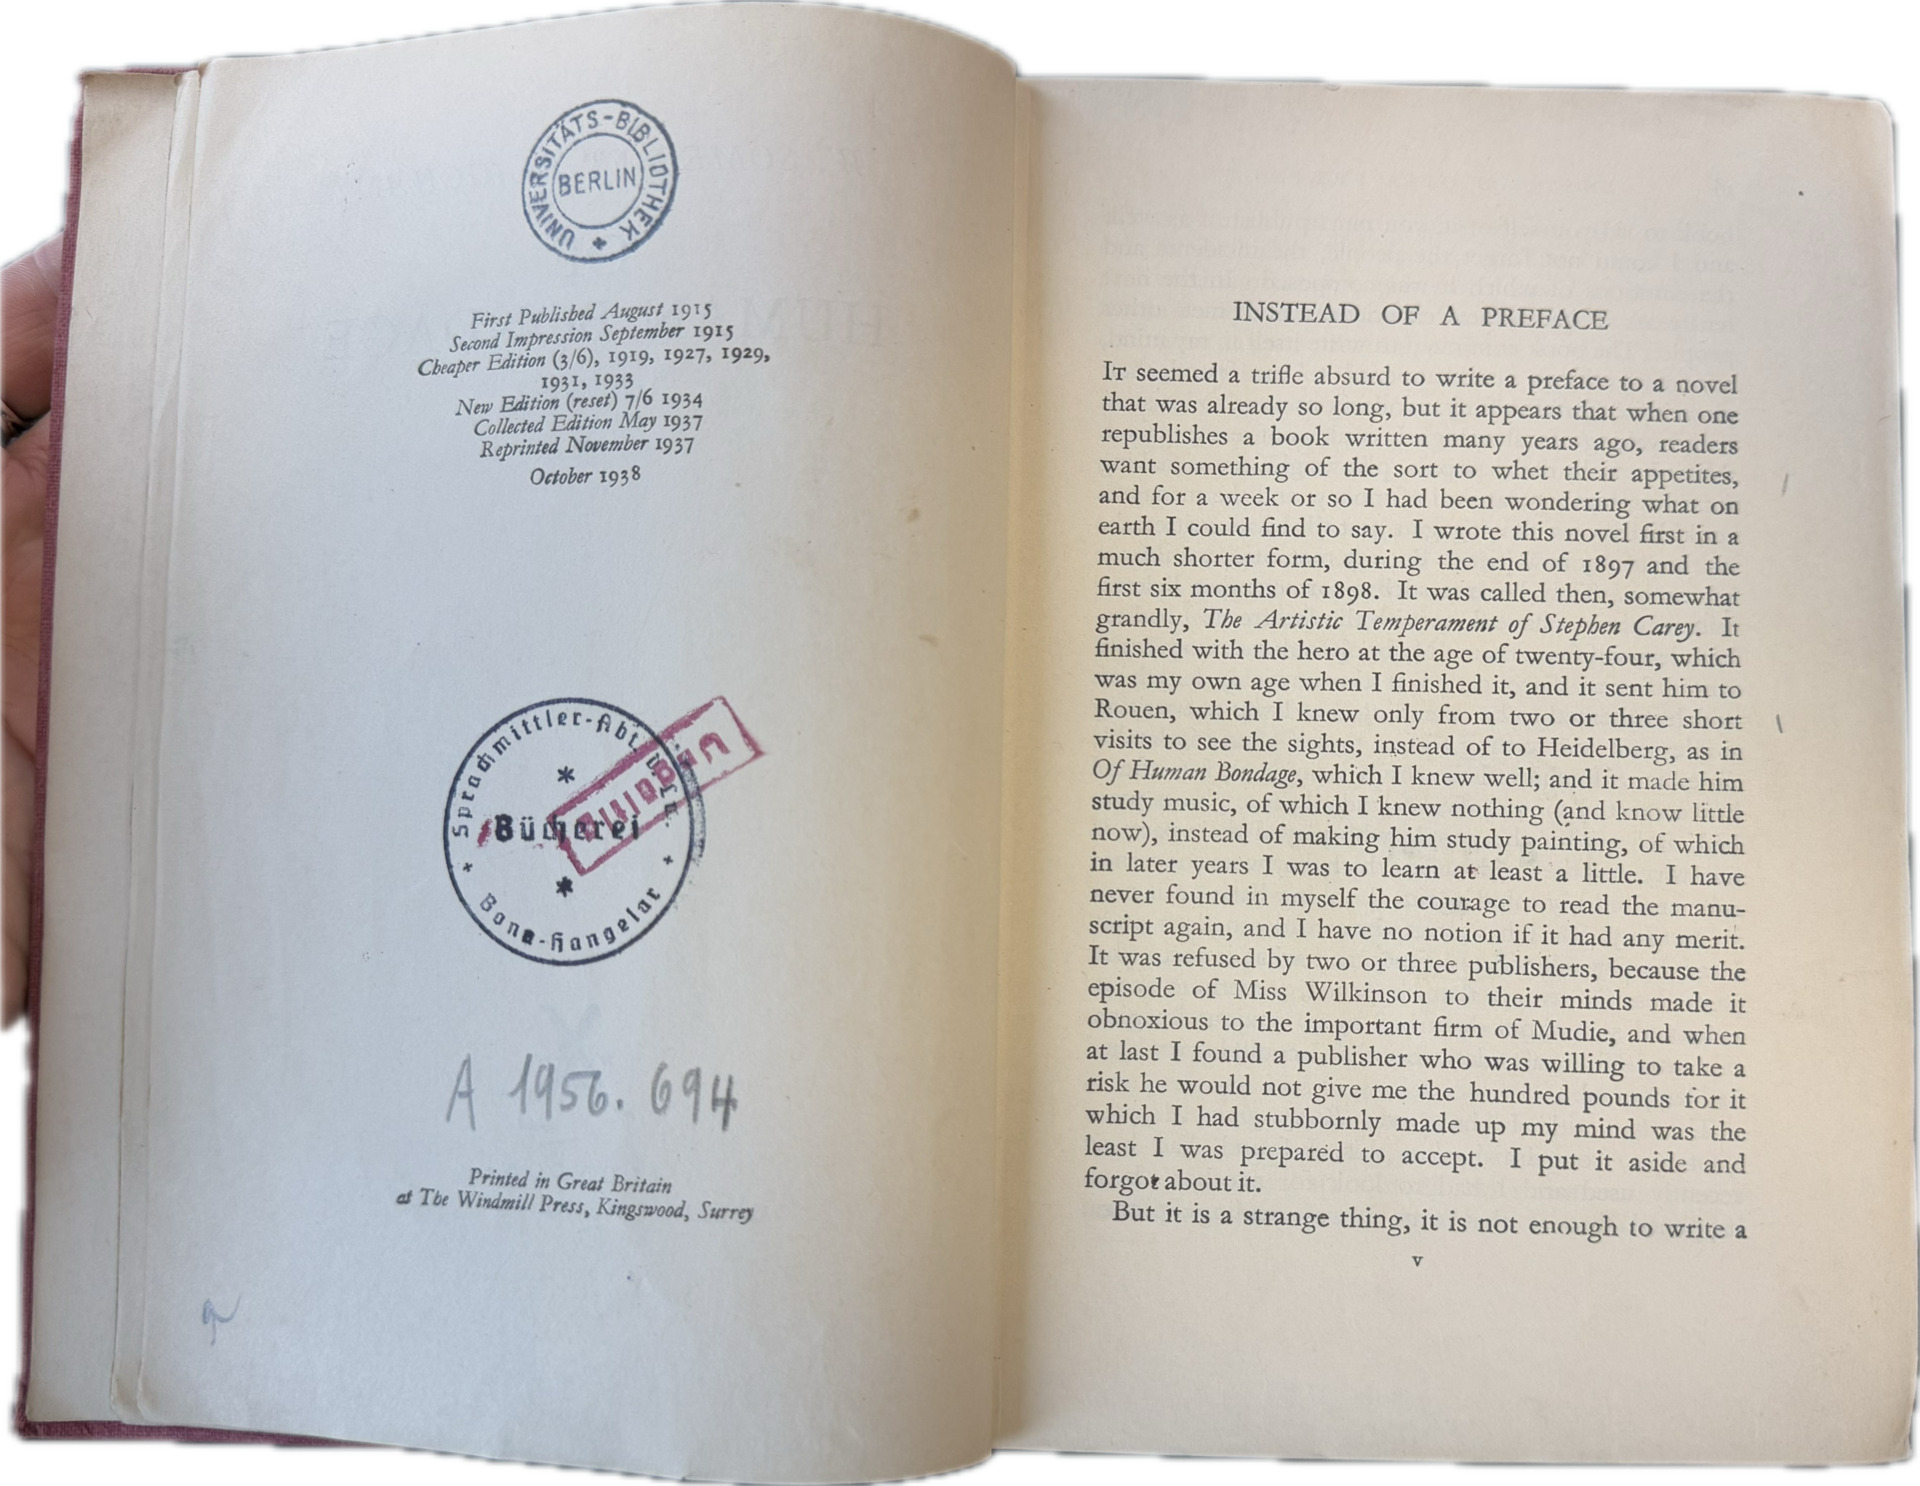 UNIVERSITÄTS-BIBLIOTHEK
BERLIN
First Published August 1915
Second Impression September 1915
Cheaper Edition (3/6), 1919, 1927, 1929,
1931, 1933
New Edition (reset) 7/6 1934
Collected Edition May 1937
Reprinted November 1937
October 1938
Sprachmittler-Abt.
Bücherei
Bonn-Hangelar
Ungültig
A 1956. 694
Printed in Great Britain
at The Windmill Press, Kingswood, Surrey
INSTEAD OF A PREFACE
IT seemed a trifle absurd to write a preface to a novel
that was already so long, but it appears that when one
republishes a book written many years ago, readers
want something of the sort to whet their appetites,
and for a week or so I had been wondering what on
earth I could find to say. I wrote this novel first in a
much shorter form, during the end of 1897 and the
first six months of 1898. It was called then, somewhat
grandly, The Artistic Temperament of Stephen Carey. It
finished with the hero at the age of twenty-four, which
was my own age when I finished it, and it sent him to
Rouen, which I knew only from two or three short
visits to see the sights, instead of to Heidelberg, as in
Of Human Bondage, which I knew well; and it made him
study music, of which I knew nothing (and know little
now), instead of making him study painting, of which
in later years I was to learn at least a little. I have
never found in myself the courage to read the manu-
script again, and I have no notion if it had any merit.
It was refused by two or three publishers, because the
episode of Miss Wilkinson to their minds made it
obnoxious to the important firm of Mudie, and when
at last I found a publisher who was willing to take a
risk he would not give me the hundred pounds for it
which I had stubbornly made up my mind was the
least I was prepared to accept. I put it aside and
forgot about it.
But it is a strange thing, it is not enough to write a
v